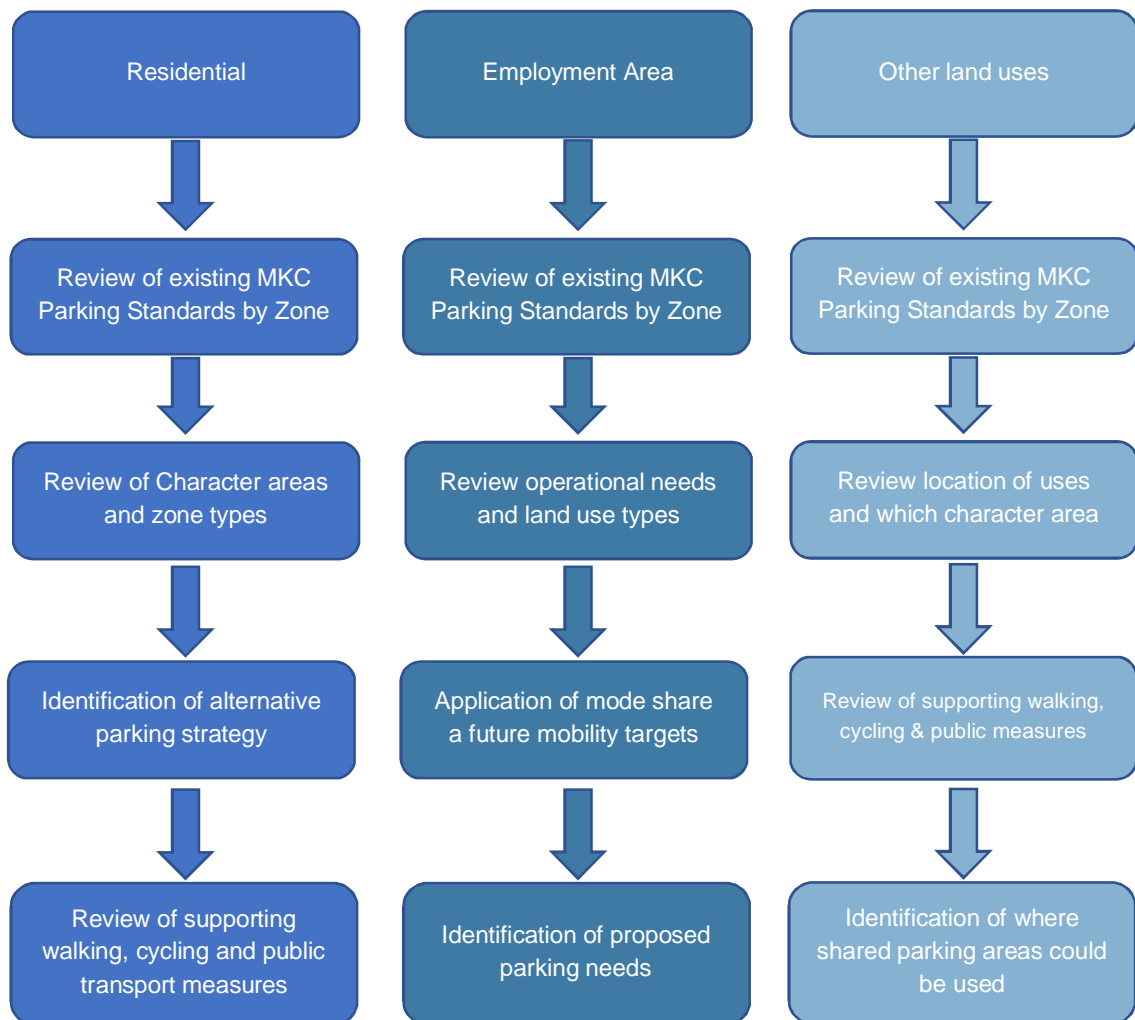 Residential
Employment Area
Other land uses
Review of existing MKC
Parking Standards by Zone
Review of existing MKC
Parking Standards by Zone
Review of existing MKC
Parking Standards by Zone
Review of Character areas
and zone types
Review operational needs
and land use types
Review location of uses
and which character area
Identification of alternative
parking strategy
Application of mode share
a future mobility targets
Review of supporting walking,
cycling & public measures
Review of supporting
walking, cycling and public
transport measures
Identification of proposed
parking needs
Identification of where
shared parking areas could
be used